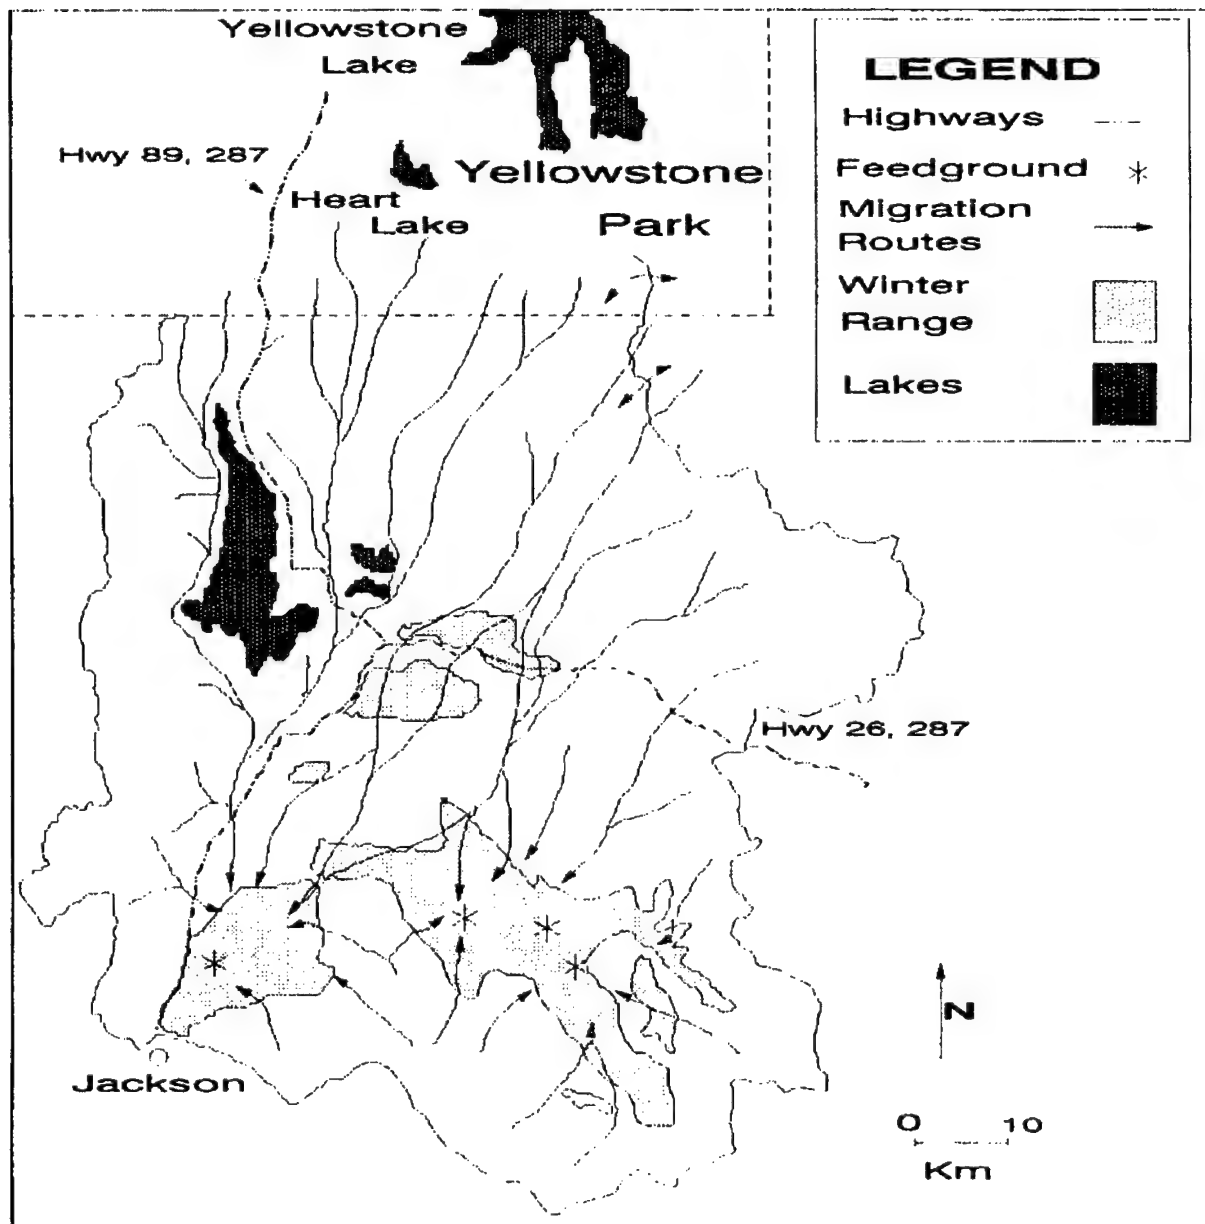 Yellowstone
Lake
Hwy 89, 287
Heart
Lake
Yellowstone
Park
LEGEND
Highways
Feedground
Migration
Routes
Winter
Range
Lakes
Hwy 26, 287
Jackson
N
0 10
Km